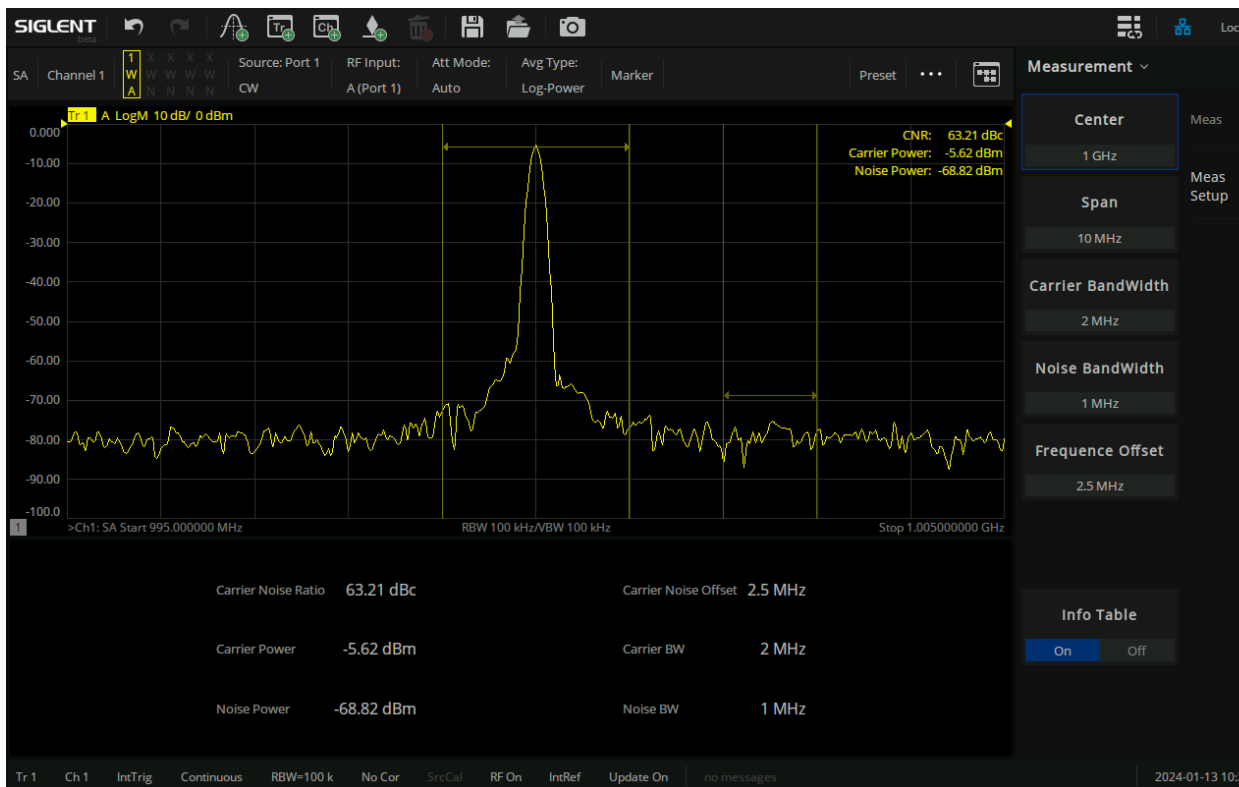 SIGLENT
beta
Tr
Ch
Loc
SA Channel 1
1 X X X X
W W W W W
A N N N N
Source: Port 1
CW
RF Input:
A (Port 1)
Att Mode:
Auto
Avg Type:
Log-Power
Marker
Preset
Measurement
Tr 1 A LogM 10 dB/ 0 dBm
CNR: 63.21 dBc
Carrier Power: -5.62 dBm
Noise Power: -68.82 dBm
0.000
-10.00
-20.00
-30.00
-40.00
-50.00
-60.00
-70.00
-80.00
-90.00
-100.0
1 >Ch1: SA Start 995.000000 MHz RBW 100 kHz/VBW 100 kHz Stop 1.005000000 GHz
Center
1 GHz
Span
10 MHz
Carrier BandWidth
2 MHz
Noise BandWidth
1 MHz
Frequence Offset
2.5 MHz
Info Table
On Off
Meas
Meas
Setup
Carrier Noise Ratio 63.21 dBc Carrier Noise Offset 2.5 MHz
Carrier Power -5.62 dBm Carrier BW 2 MHz
Noise Power -68.82 dBm Noise BW 1 MHz
Tr 1 Ch 1 IntTrig Continuous RBW=100 k No Cor SrcCal RF On IntRef Update On no messages 2024-01-13 10: